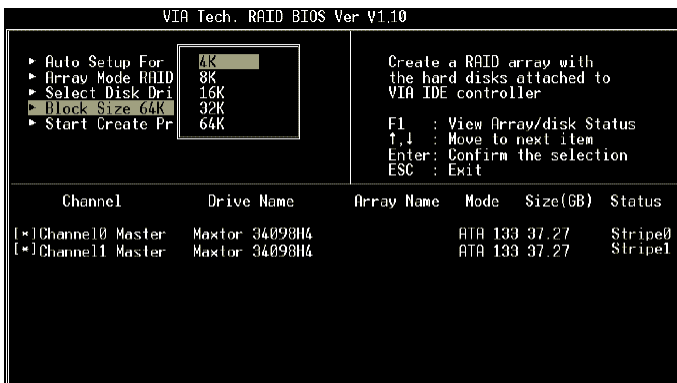 VIA Tech. RAID BIOS Ver V1.10
► Auto Setup For
► Array Mode RAID
► Select Disk Dri
► Block Size 64K
► Start Create Pr
4K
8K
16K
32K
64K
Create a RAID array with
the hard disks attached to
VIA IDE controller
F1 : View Array/disk Status
↑,↓ : Move to next item
Enter: Confirm the selection
ESC : Exit
Channel Drive Name Array Name Mode Size(GB) Status
[*]Channel0 Master Maxtor 34098H4 ATA 133 37.27 Stripe0
[*]Channel1 Master Maxtor 34098H4 ATA 133 37.27 Stripe1